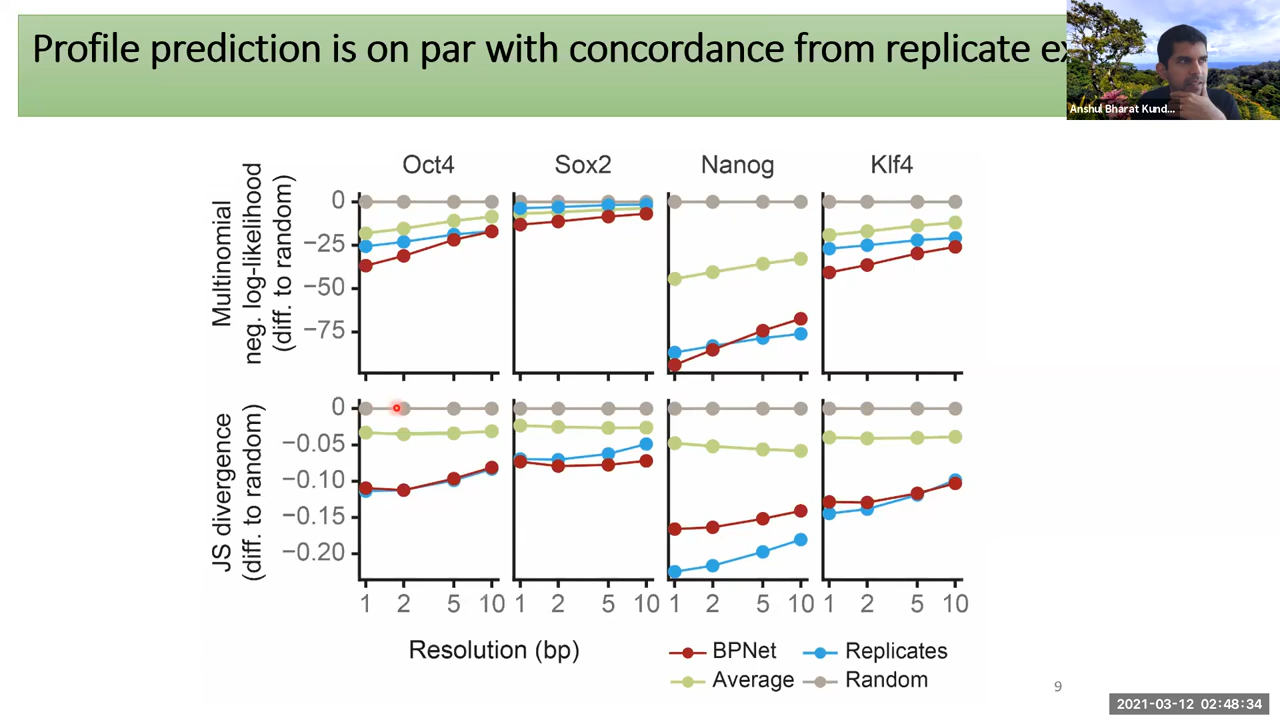 Profile prediction is on par with concordance from replicate
Anshul Bharat Kund...
Oct4 Sox2 Nanog Klf4
Multinomial
neg. log-likelihood
(diff. to random)
0
−25
−50
−75
JS divergence
(diff. to random)
0
−0.05
−0.10
−0.15
−0.20
1 2 5 10 1 2 5 10 1 2 5 10 1 2 5 10
Resolution (bp)
BPNet Replicates
Average Random
9
2021-03-12 02:48:34